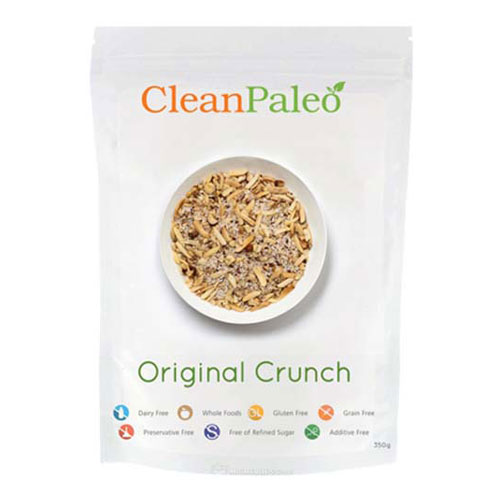 CleanPaleo
Original Crunch
Dairy Free Whole Foods Gluten Free Grain Free
Preservative Free Free of Refined Sugar Additive Free
350g